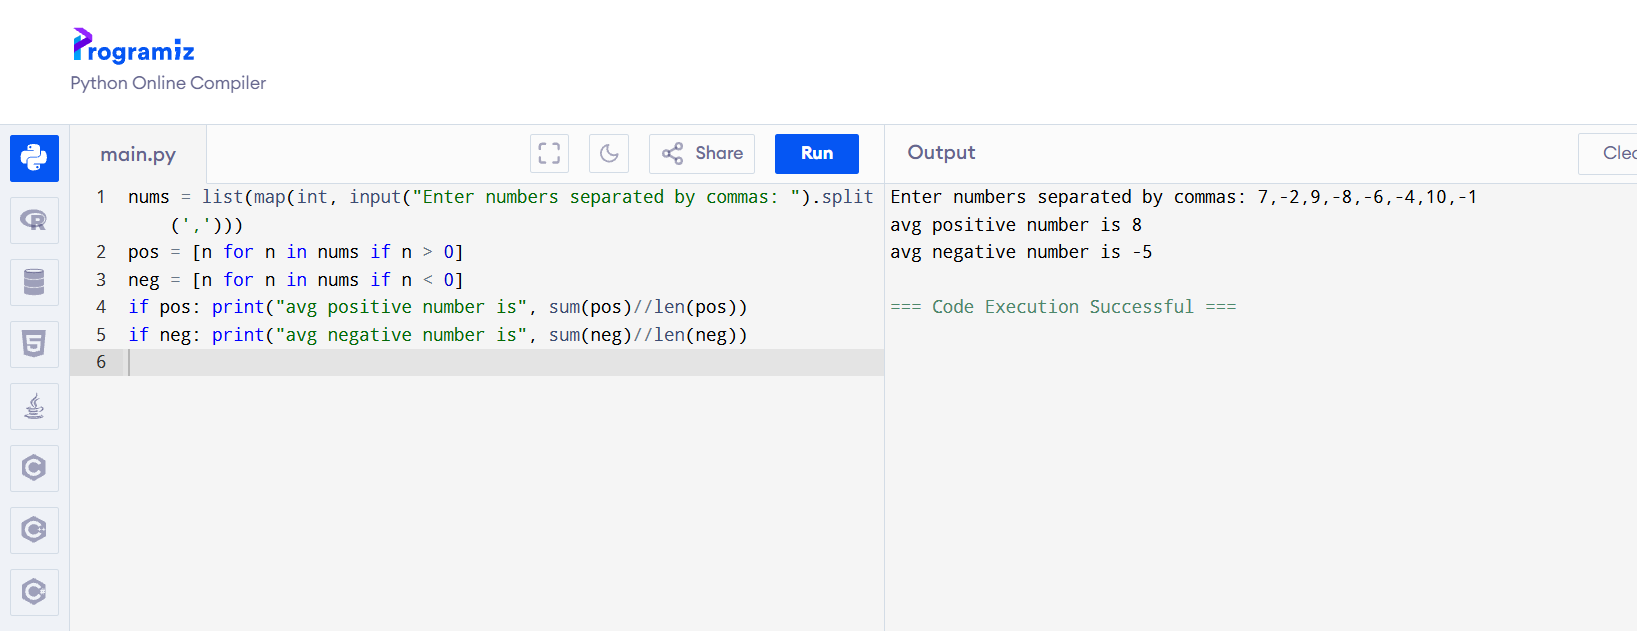 Programiz
Python Online Compiler
main.py
Share
Run
Output
Clea
1 nums = list(map(int, input("Enter numbers separated by commas: ").split
(',')))
2 pos = [n for n in nums if n > 0]
3 neg = [n for n in nums if n < 0]
4 if pos: print("avg positive number is", sum(pos)//len(pos))
5 if neg: print("avg negative number is", sum(neg)//len(neg))
6
Enter numbers separated by commas: 7,-2,9,-8,-6,-4,10,-1
avg positive number is 8
avg negative number is -5
=== Code Execution Successful ===